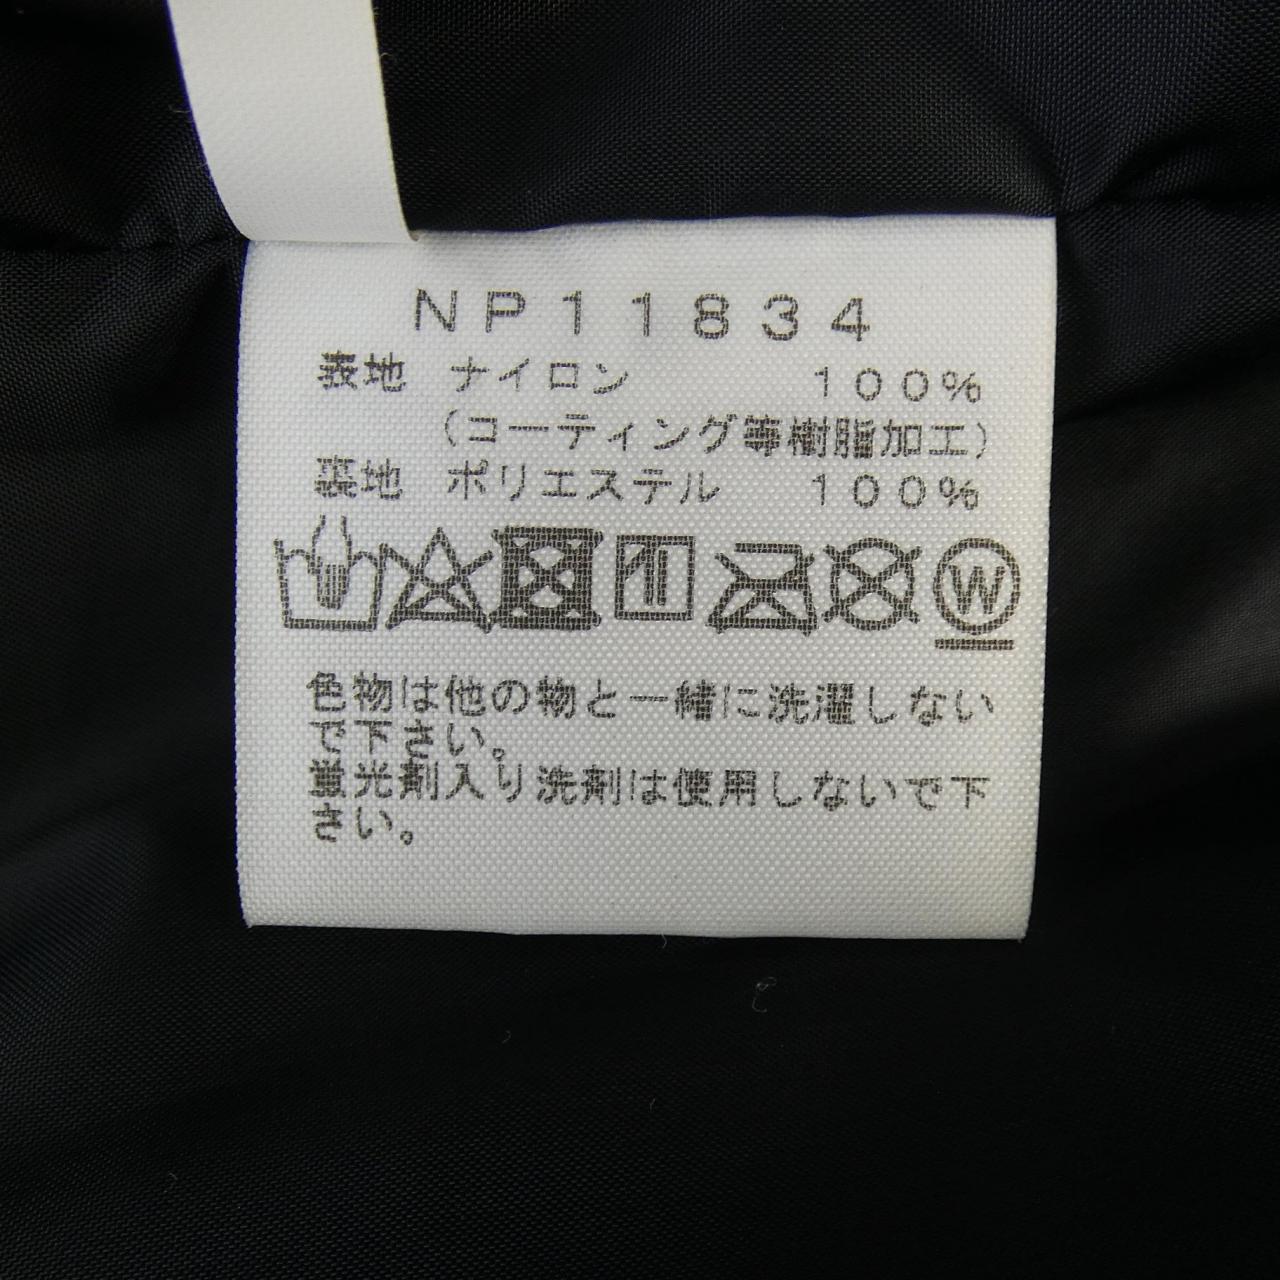 NP11834
表地 ナイロン 100%
(コーティング等樹脂加工)
裏地 ポリエステル 100%
W
色物は他の物と一緒に洗濯しない
で下さい。
蛍光剤入り洗剤は使用しないで下
さい。